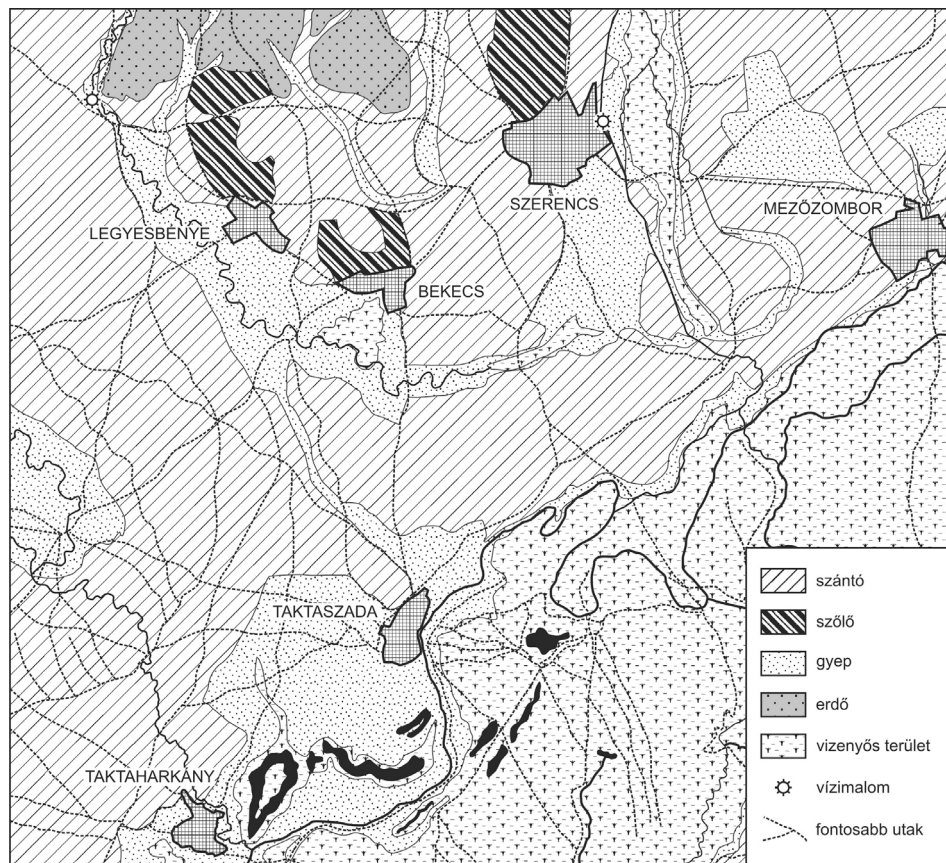 SZERENCS
MEZŐZOMBOR
LEGYESBÉNYE
BEKECS
TAKTASZADA
TAKTAHARKÁNY
szántó
szőlő
gyep
erdő
vizenyős terület
vízimalom
fontosabb utak